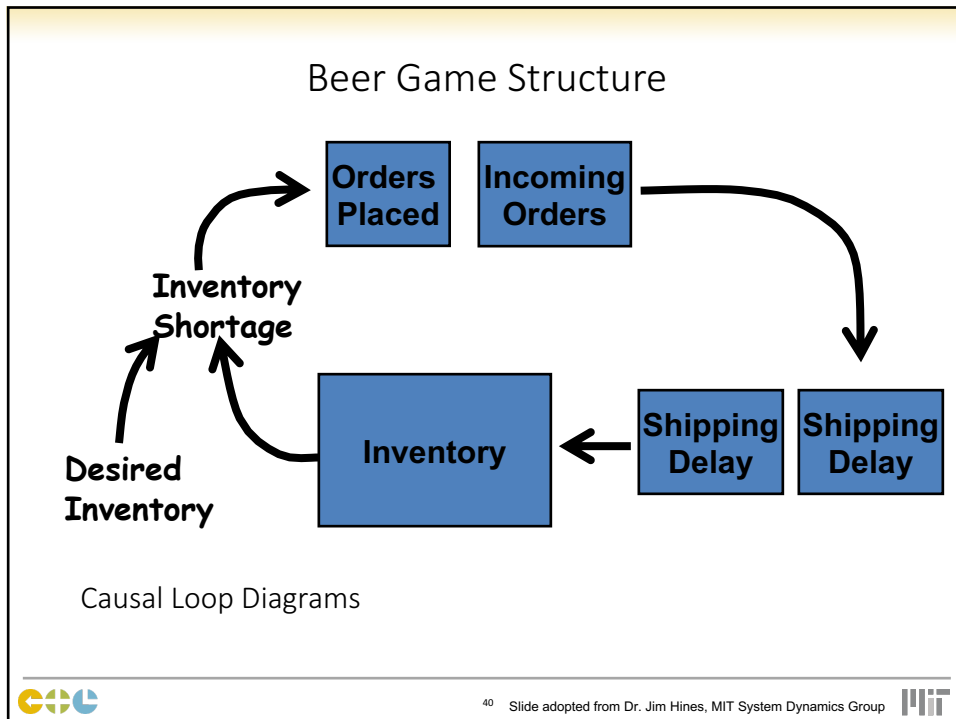 Beer Game Structure
Orders
Placed
Incoming
Orders
Inventory
Shortage
Desired
Inventory
Inventory
Shipping
Delay
Shipping
Delay
Causal Loop Diagrams
40 Slide adopted from Dr. Jim Hines, MIT System Dynamics Group